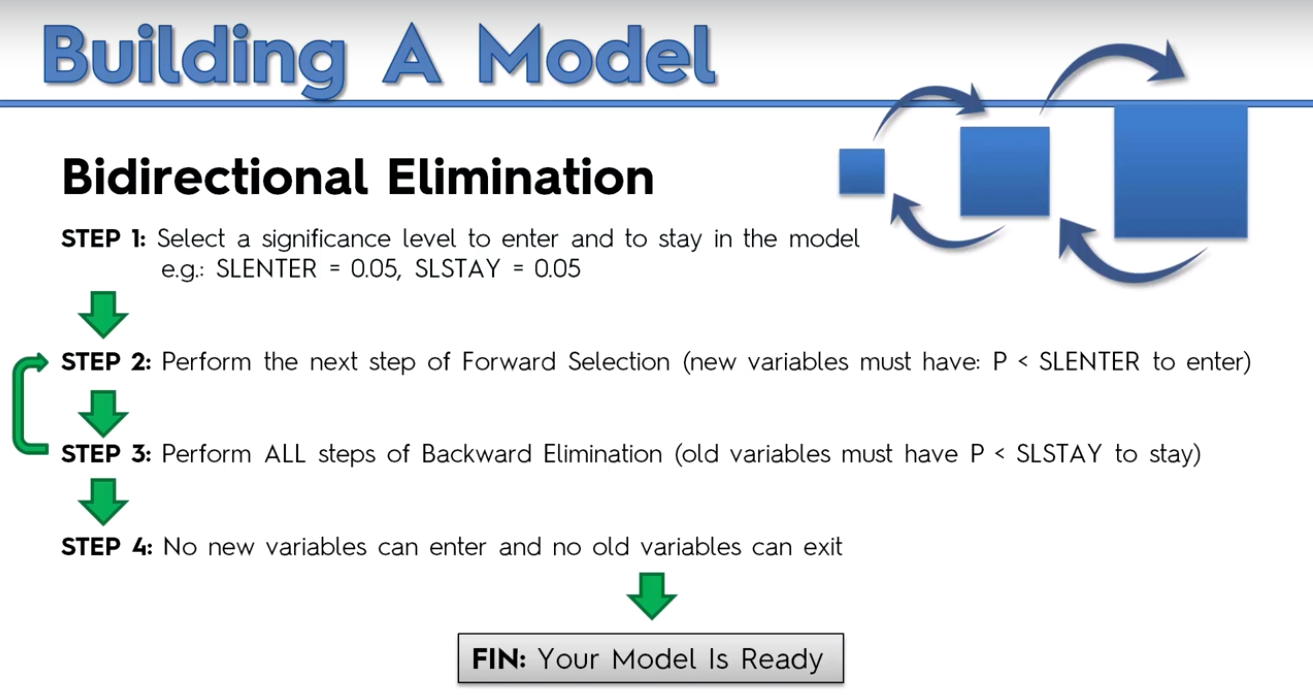 Building A Model
Bidirectional Elimination
STEP 1: Select a significance level to enter and to stay in the model
e.g.: SLENTER = 0.05, SLSTAY = 0.05
STEP 2: Perform the next step of Forward Selection (new variables must have: P < SLENTER to enter)
STEP 3: Perform ALL steps of Backward Elimination (old variables must have P < SLSTAY to stay)
STEP 4: No new variables can enter and no old variables can exit
FIN: Your Model Is Ready